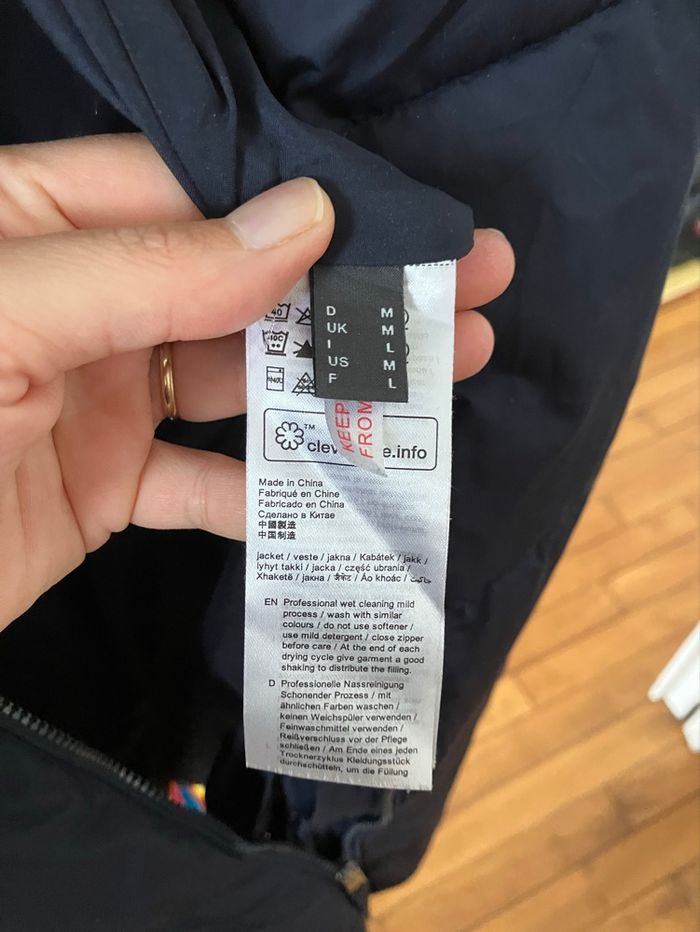 D M
UK M
I L
US M
F L
40
KEEP
FROM
TM
clev e.info
Made in China
Fabriqué en Chine
Fabricado en China
Сделано в Китае
中國製造
中国制造
jacket / veste / jakna / Kabátek / jakk /
lyhyt takki / jacka / część ubrania /
Xhaketë / јакна / जैकेट / Áo khoác / جاكيت
EN Professional wet cleaning mild
process / wash with similar
colours / do not use softener /
use mild detergent / close zipper
before care / At the end of each
drying cycle give garment a good
shaking to distribute the filling.
D Professionelle Nassreinigung
Schonender Prozess / mit
ähnlichen Farben waschen /
keinen Weichspüler verwenden /
Feinwaschmittel verwenden /
Reißverschluss vor der Pflege
schließen / Am Ende eines jeden
Trocknerzyklus Kleidungsstück
durchschütteln, um die Füllung